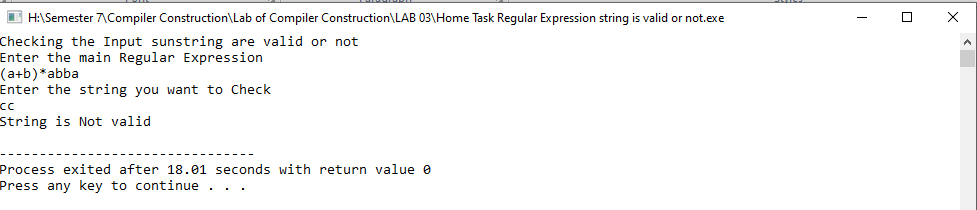 H:\Semester 7\Compiler Construction\Lab of Compiler Construction\LAB 03\Home Task Regular Expression string is valid or not.exe
Checking the Input sunstring are valid or not
Enter the main Regular Expression
(a+b)*abba
Enter the string you want to Check
cc
String is Not valid
--------------------------------
Process exited after 18.01 seconds with return value 0
Press any key to continue . . .